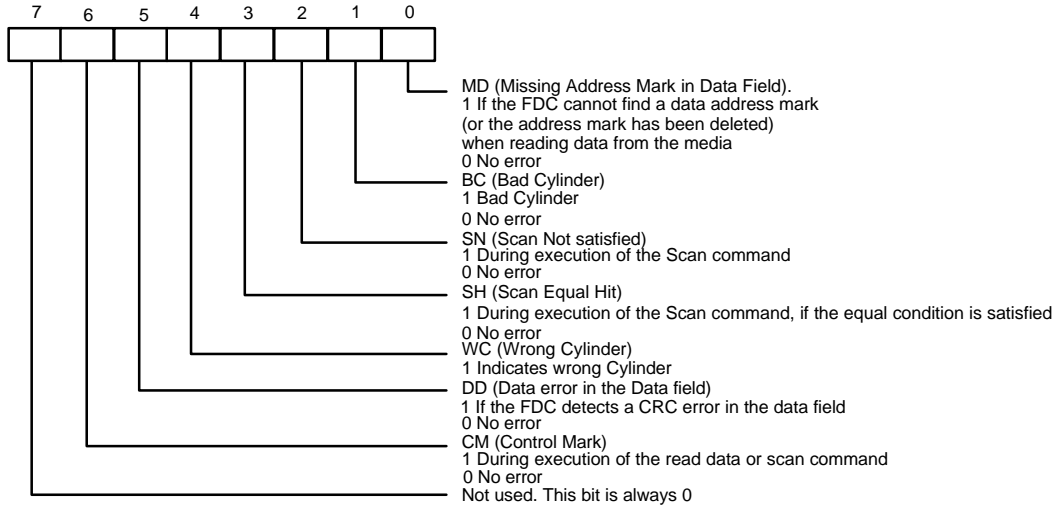 7 6 5 4 3 2 1 0
MD (Missing Address Mark in Data Field).
1 If the FDC cannot find a data address mark
(or the address mark has been deleted)
when reading data from the media
0 No error
BC (Bad Cylinder)
1 Bad Cylinder
0 No error
SN (Scan Not satisfied)
1 During execution of the Scan command
0 No error
SH (Scan Equal Hit)
1 During execution of the Scan command, if the equal condition is satisfied
0 No error
WC (Wrong Cylinder)
1 Indicates wrong Cylinder
DD (Data error in the Data field)
1 If the FDC detects a CRC error in the data field
0 No error
CM (Control Mark)
1 During execution of the read data or scan command
0 No error
Not used. This bit is always 0